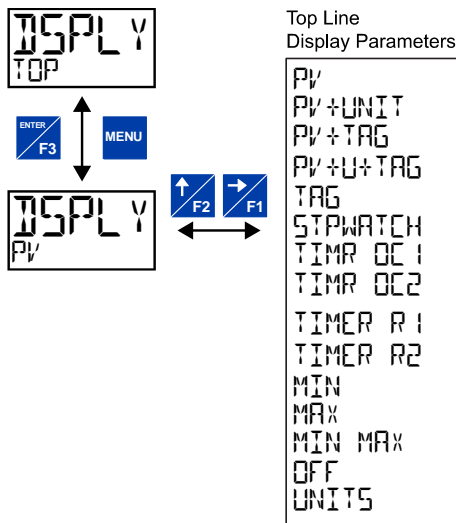 DSPLY
TOP
ENTER
F3
MENU
DSPLY
PV
F2
F1
Top Line
Display Parameters
PV
PV+UNIT
PV+TAG
PV+U+TAG
TAG
STPWATCH
TIMR OC1
TIMR OC2
TIMER R1
TIMER R2
MIN
MAX
MIN MAX
OFF
UNITS